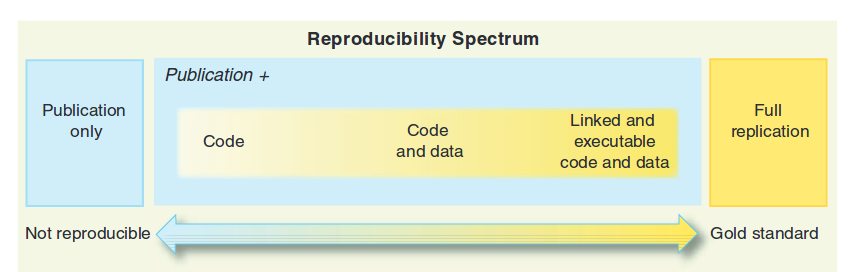 Reproducibility Spectrum
Publication
only
Publication +
Code
Code
and data
Linked and
executable
code and data
Full
replication
Not reproducible
Gold standard